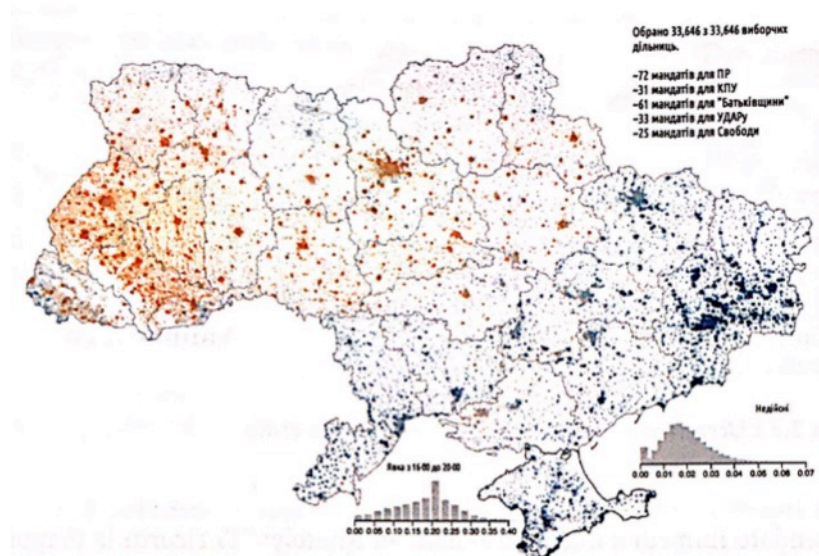 Обрано 33,646 з 33,646 виборчих
дільниць.
~72 мандатів для ПР
~31 мандатів для КПУ
~61 мандатів для "Батьківщини"
~33 мандатів для УДАРу
~25 мандатів для Свободи
Недійсні
0.00 0.01 0.02 0.03 0.04 0.05 0.06 0.07
Явка з 16-00 до 20-00
0.00 0.05 0.10 0.15 0.20 0.25 0.30 0.35 0.40